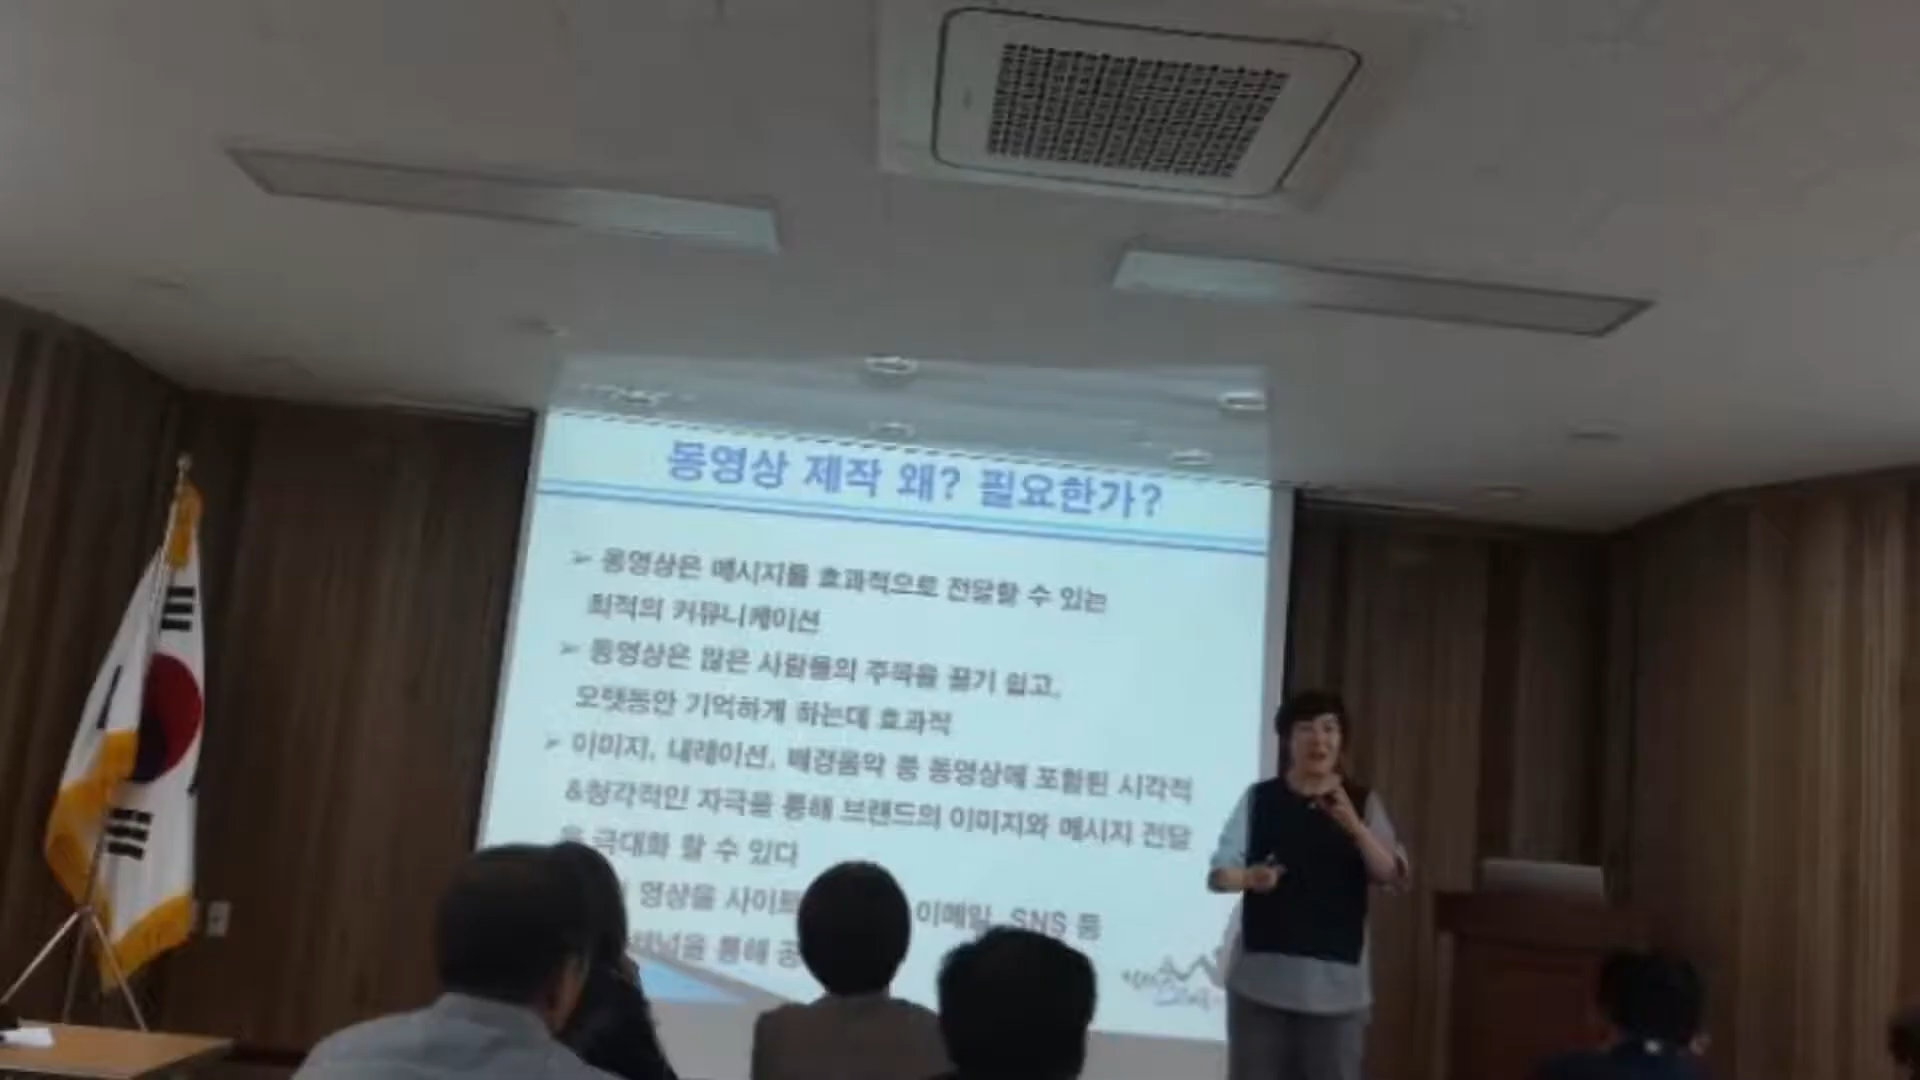 동영상 제작 왜? 필요한가?
➢ 동영상은 메시지를 효과적으로 전달할 수 있는
최적의 커뮤니케이션
➢ 동영상은 많은 사람들의 주목을 끌기 쉽고,
오랫동안 기억하게 하는데 효과적
➢ 이미지, 내레이션, 배경음악 등 동영상에 포함된 시각적
&청각적인 자극을 통해 브랜드의 이미지와 메시지 전달
을 극대화 할 수 있다
영상을 사이트 이메일, SNS 등
채널을 통해